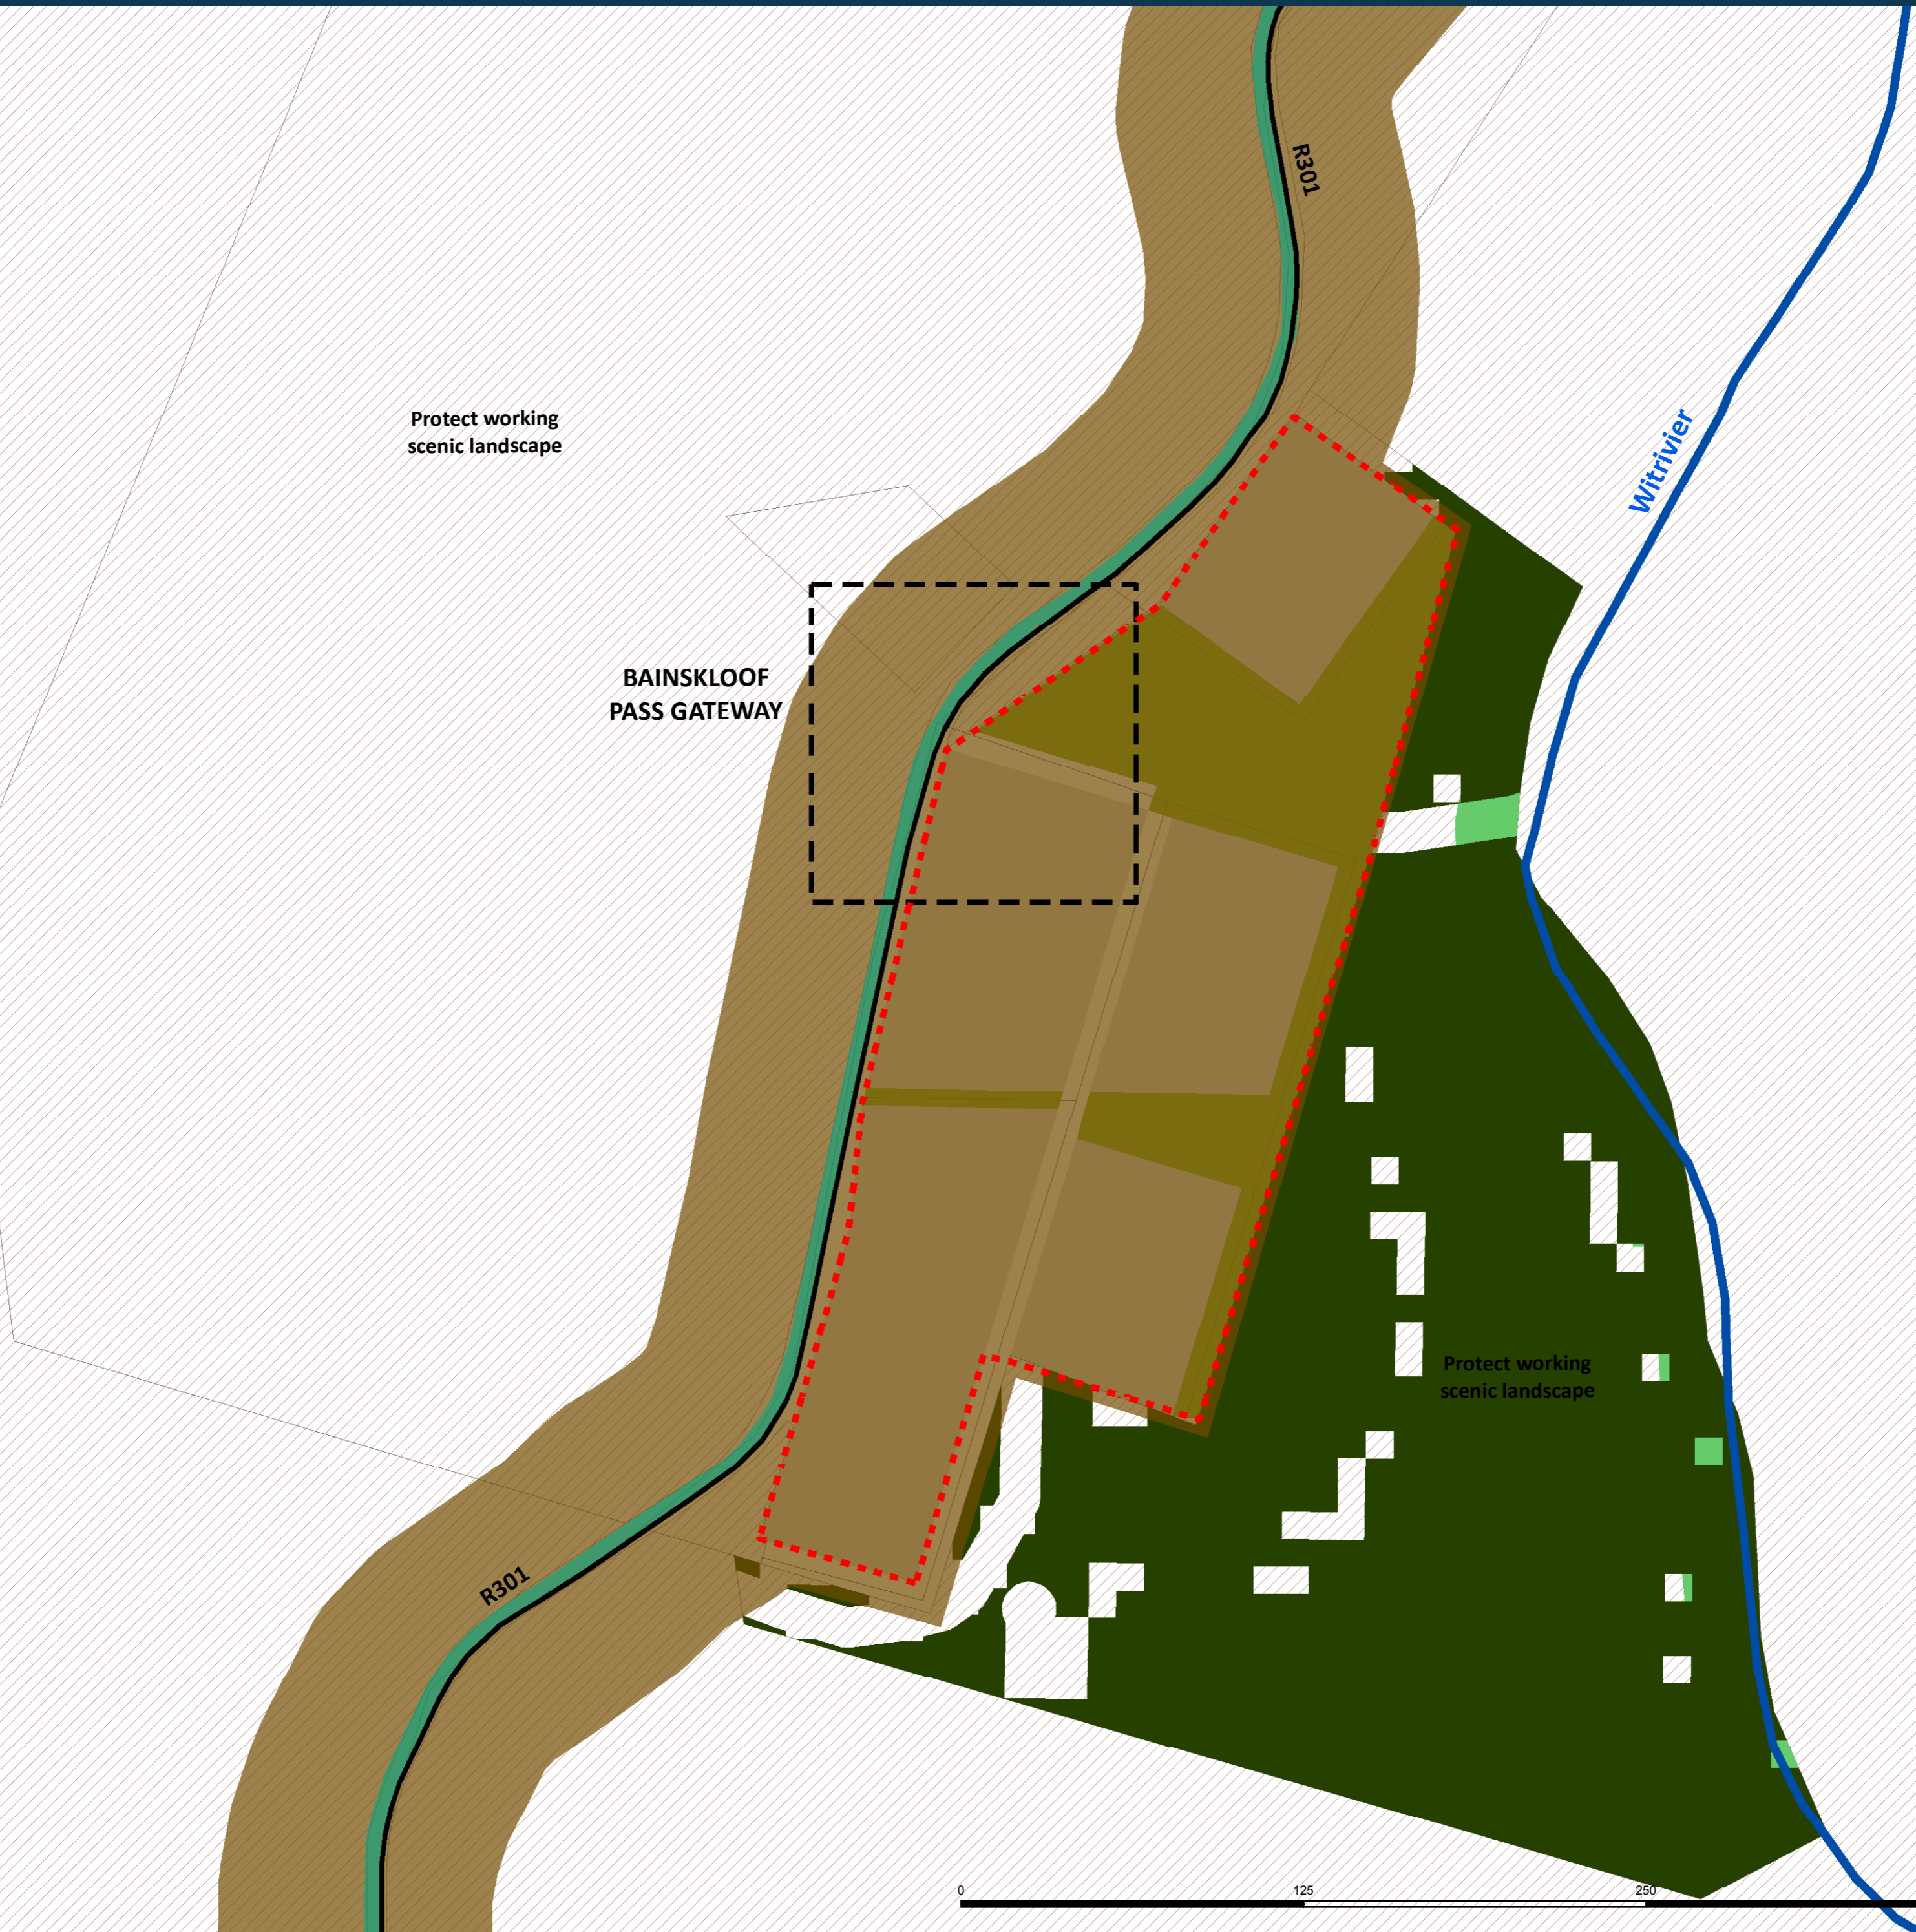 R301
Protect working
scenic landscape
Witrivier
BAINSKLOOF
PASS GATEWAY
Protect working
scenic landscape
R301
0
125
250